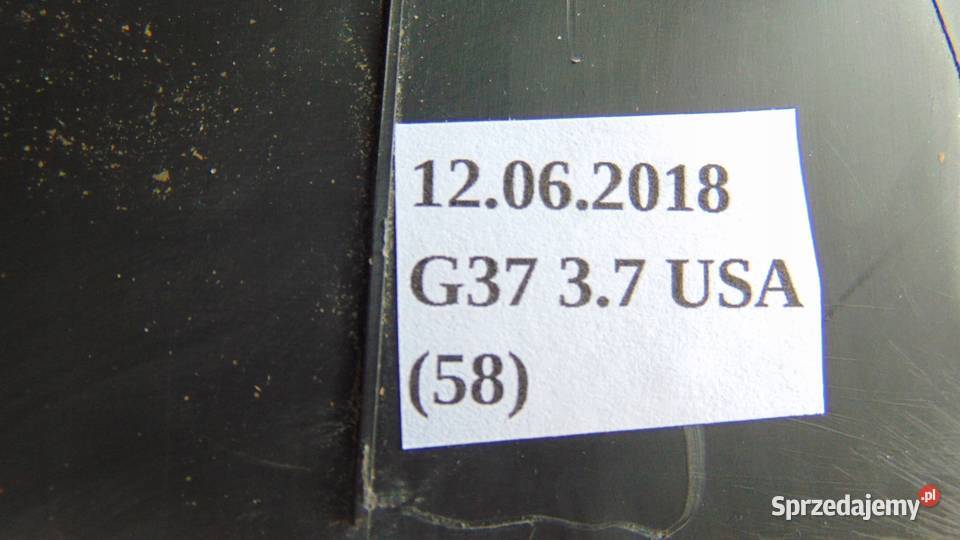 12.06.2018
G37 3.7 USA
(58)
Sprzedajemy.pl